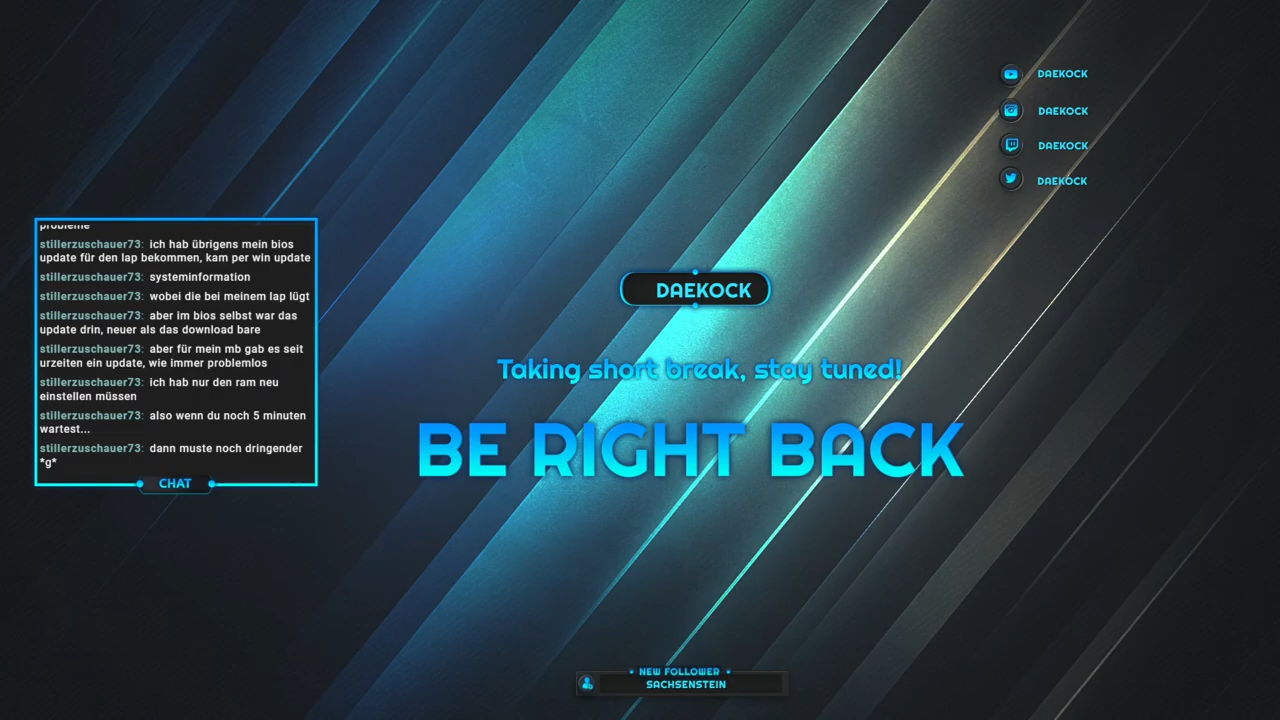 DAEKOCK
DAEKOCK
DAEKOCK
DAEKOCK
probleme
stillerzuschauer73: ich hab übrigens mein bios
update für den lap bekommen, kam per win update
stillerzuschauer73: systeminformation
stillerzuschauer73: wobei die bei meinem lap lügt
stillerzuschauer73: aber im bios selbst war das
update drin, neuer als das download bare
stillerzuschauer73: aber für mein mb gab es seit
urzeiten ein update, wie immer problemlos
stillerzuschauer73: ich hab nur den ram neu
einstellen müssen
stillerzuschauer73: also wenn du noch 5 minuten
wartest...
stillerzuschauer73: dann muste noch dringender
*g*
CHAT
DAEKOCK
Taking short break, stay tuned!
BE RIGHT BACK
NEW FOLLOWER
SACHSENSTEIN